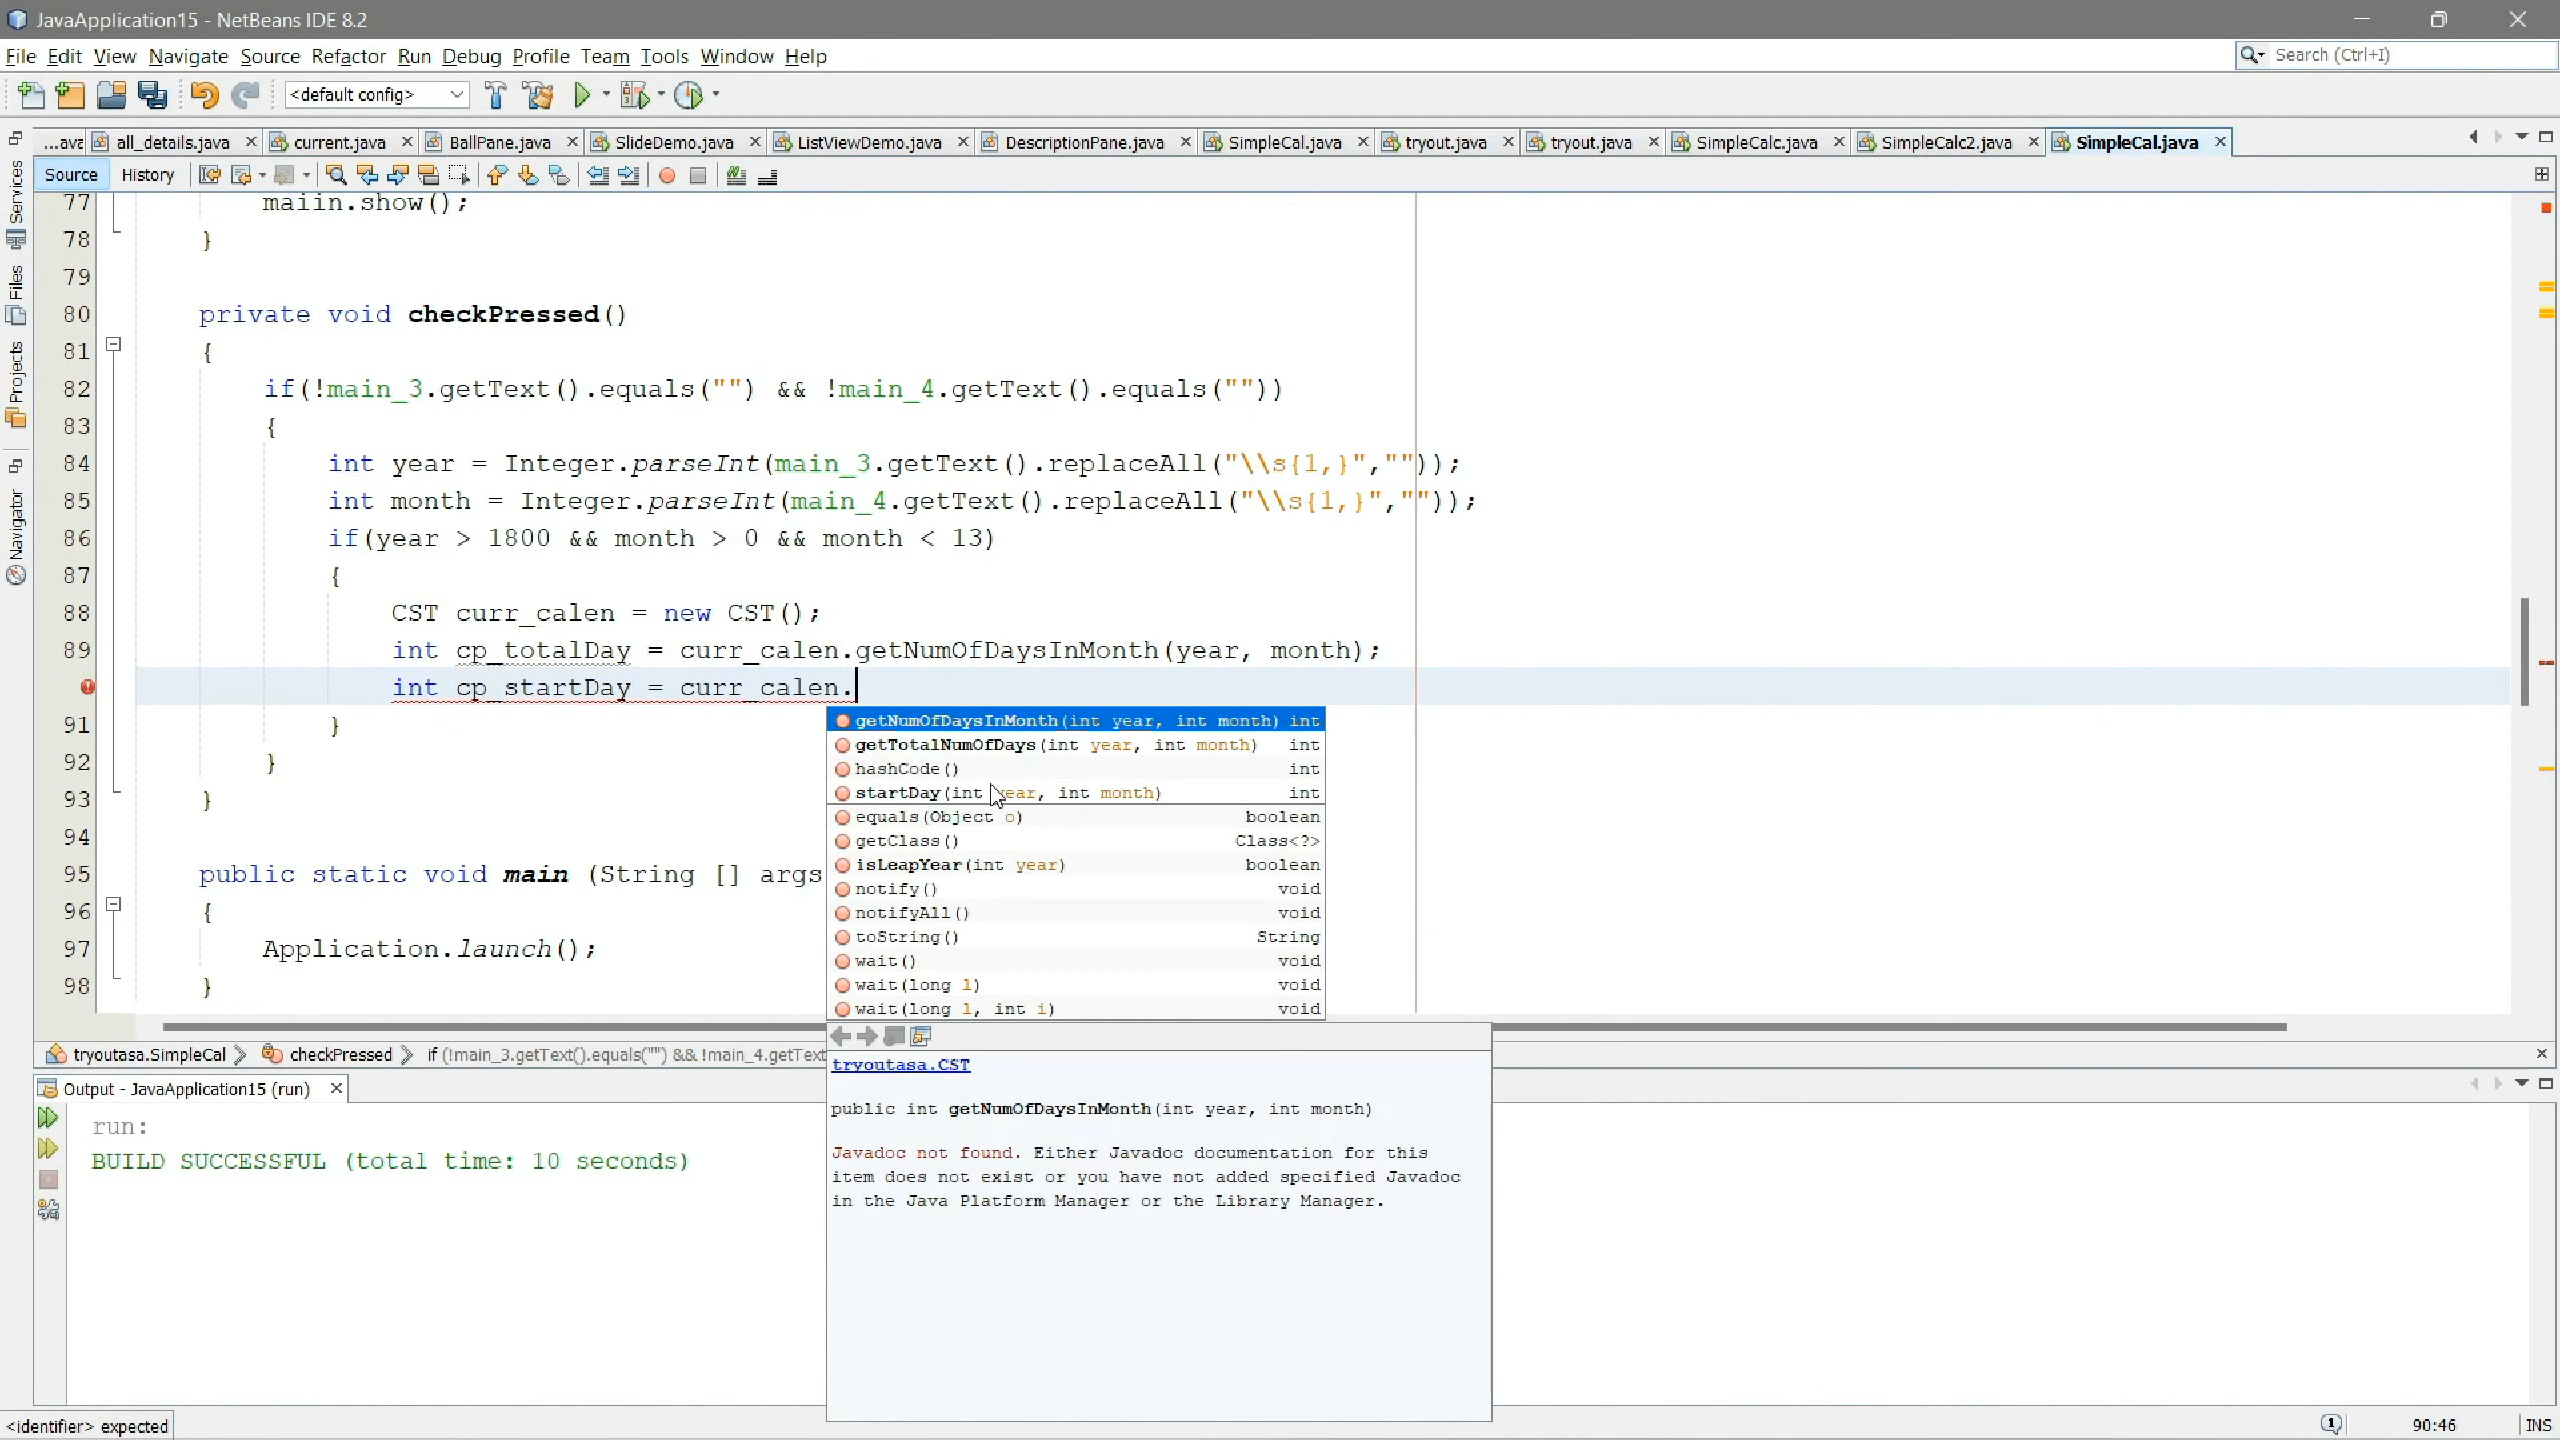 JavaApplication15 - NetBeans IDE 8.2
File Edit View Navigate Source Refactor Run Debug Profile Team Tools Window Help
Search (Ctrl+I)
<default config>
...ava all_details.java current.java BallPane.java SlideDemo.java ListViewDemo.java DescriptionPane.java SimpleCal.java tryout.java tryout.java SimpleCalc.java SimpleCalc2.java SimpleCal.java
Source History
Services
Files
Projects
Navigator
77 maiin.show();
78 }
79
80 private void checkPressed()
81 {
82 if(!main_3.getText().equals("") && !main_4.getText().equals(""))
83 {
84 int year = Integer.parseInt(main_3.getText().replaceAll("\\s{1,}",""));
85 int month = Integer.parseInt(main_4.getText().replaceAll("\\s{1,}",""));
86 if(year > 1800 && month > 0 && month < 13)
87 {
88 CST curr_calen = new CST();
89 int cp_totalDay = curr_calen.getNumOfDaysInMonth(year, month);
int cp_startDay = curr_calen.
91 }
92 }
93 }
94
95 public static void main (String [] args
96 {
97 Application.launch();
98 }
getNumOfDaysInMonth(int year, int month) int
getTotalNumOfDays(int year, int month) int
hashCode() int
startDay(int year, int month) int
equals(Object o) boolean
getClass() Class<?>
isLeapYear(int year) boolean
notify() void
notifyAll() void
toString() String
wait() void
wait(long l) void
wait(long l, int i) void
tryoutasa.SimpleCal checkPressed if (!main_3.getText().equals("") && !main_4.getText
tryoutasa.CST
public int getNumOfDaysInMonth(int year, int month)
Javadoc not found. Either Javadoc documentation for this
item does not exist or you have not added specified Javadoc
in the Java Platform Manager or the Library Manager.
Output - JavaApplication15 (run)
run:
BUILD SUCCESSFUL (total time: 10 seconds)
<identifier> expected
1 90:46 INS